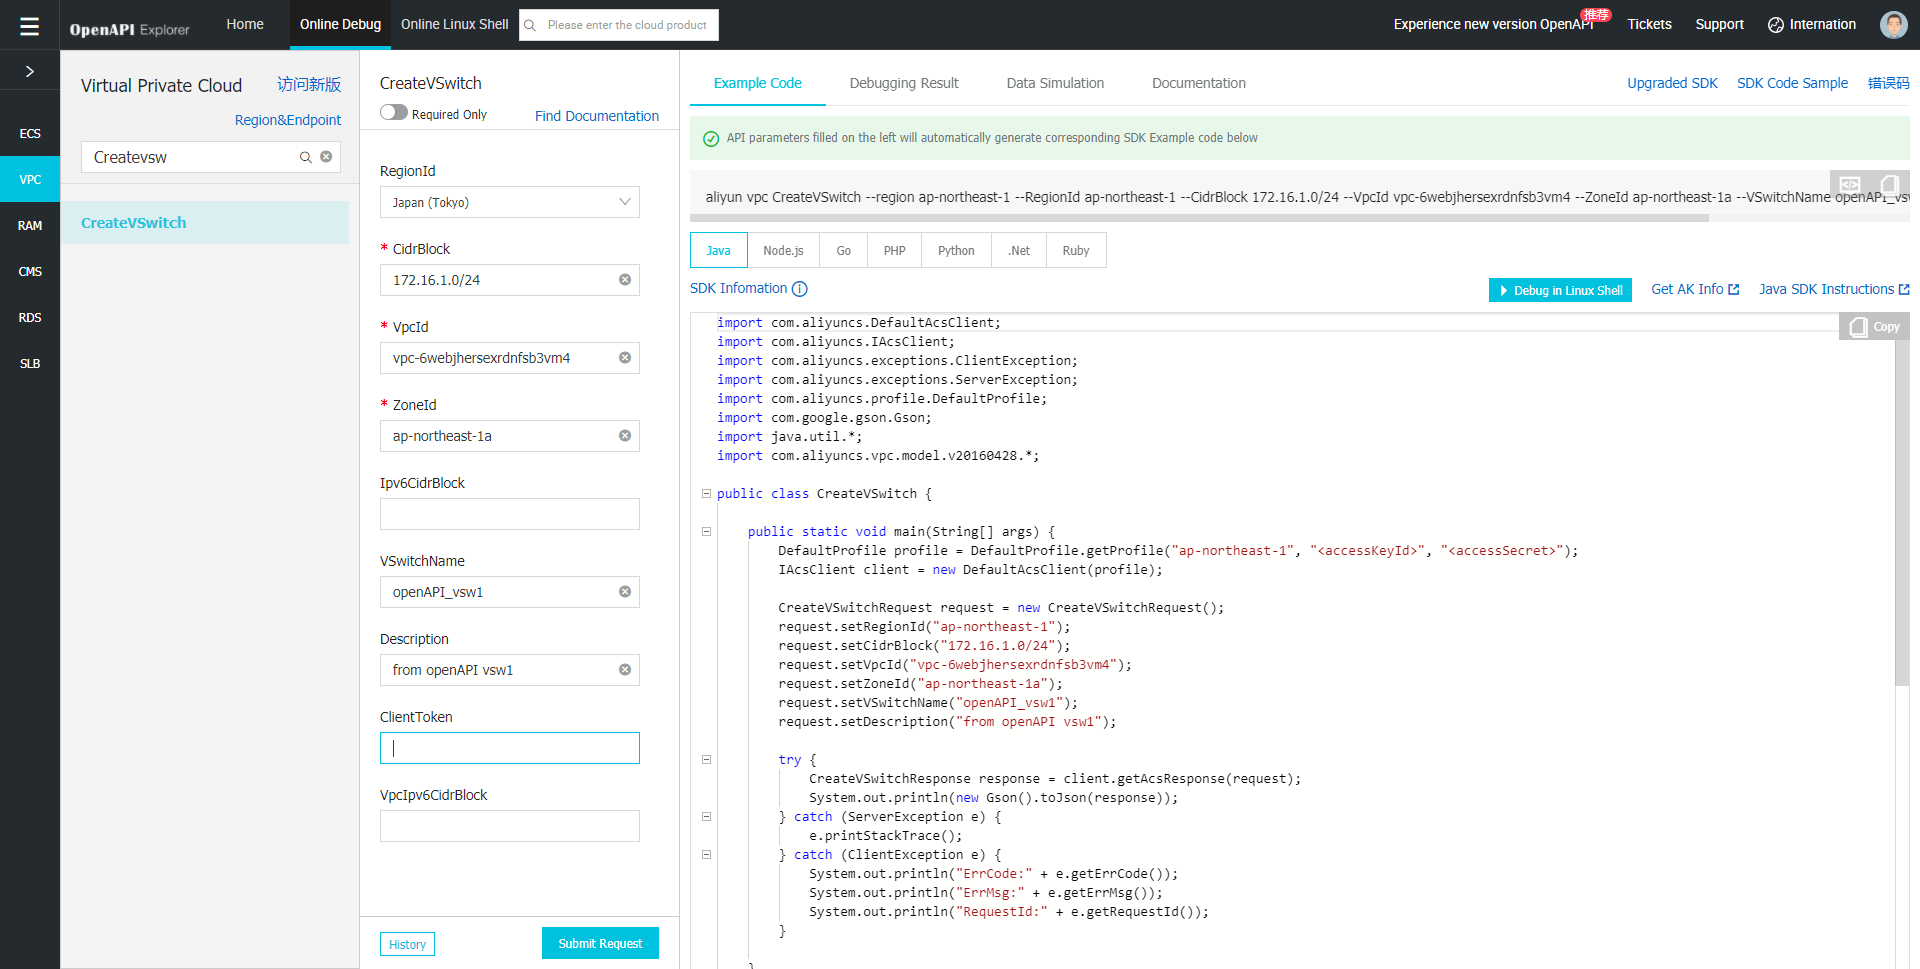 OpenAPI Explorer
Home
Online Debug
Online Linux Shell
Please enter the cloud product
Experience new version OpenAPI
推荐
Tickets
Support
Internation
ECS
VPC
RAM
CMS
RDS
SLB
Virtual Private Cloud
访问新版
Region&Endpoint
Createvsw
CreateVSwitch
CreateVSwitch
Required Only
Find Documentation
RegionId
Japan (Tokyo)
* CidrBlock
172.16.1.0/24
* VpcId
vpc-6webjhersexrdnfsb3vm4
* ZoneId
ap-northeast-1a
Ipv6CidrBlock
VSwitchName
openAPI_vsw1
Description
from openAPI vsw1
ClientToken
VpcIpv6CidrBlock
History
Submit Request
Example Code
Debugging Result
Data Simulation
Documentation
Upgraded SDK
SDK Code Sample
错误码
API parameters filled on the left will automatically generate corresponding SDK Example code below
aliyun vpc CreateVSwitch --region ap-northeast-1 --RegionId ap-northeast-1 --CidrBlock 172.16.1.0/24 --VpcId vpc-6webjhersexrdnfsb3vm4 --ZoneId ap-northeast-1a --VSwitchName openAPI_vsw
Java
Node.js
Go
PHP
Python
.Net
Ruby
SDK Infomation
Debug in Linux Shell
Get AK Info
Java SDK Instructions
Copy
import com.aliyuncs.DefaultAcsClient;
import com.aliyuncs.IAcsClient;
import com.aliyuncs.exceptions.ClientException;
import com.aliyuncs.exceptions.ServerException;
import com.aliyuncs.profile.DefaultProfile;
import com.google.gson.Gson;
import java.util.*;
import com.aliyuncs.vpc.model.v20160428.*;
public class CreateVSwitch {
public static void main(String[] args) {
DefaultProfile profile = DefaultProfile.getProfile("ap-northeast-1", "<accessKeyId>", "<accessSecret>");
IAcsClient client = new DefaultAcsClient(profile);
CreateVSwitchRequest request = new CreateVSwitchRequest();
request.setRegionId("ap-northeast-1");
request.setCidrBlock("172.16.1.0/24");
request.setVpcId("vpc-6webjhersexrdnfsb3vm4");
request.setZoneId("ap-northeast-1a");
request.setVSwitchName("openAPI_vsw1");
request.setDescription("from openAPI vsw1");
try {
CreateVSwitchResponse response = client.getAcsResponse(request);
System.out.println(new Gson().toJson(response));
} catch (ServerException e) {
e.printStackTrace();
} catch (ClientException e) {
System.out.println("ErrCode:" + e.getErrCode());
System.out.println("ErrMsg:" + e.getErrMsg());
System.out.println("RequestId:" + e.getRequestId());
}
}